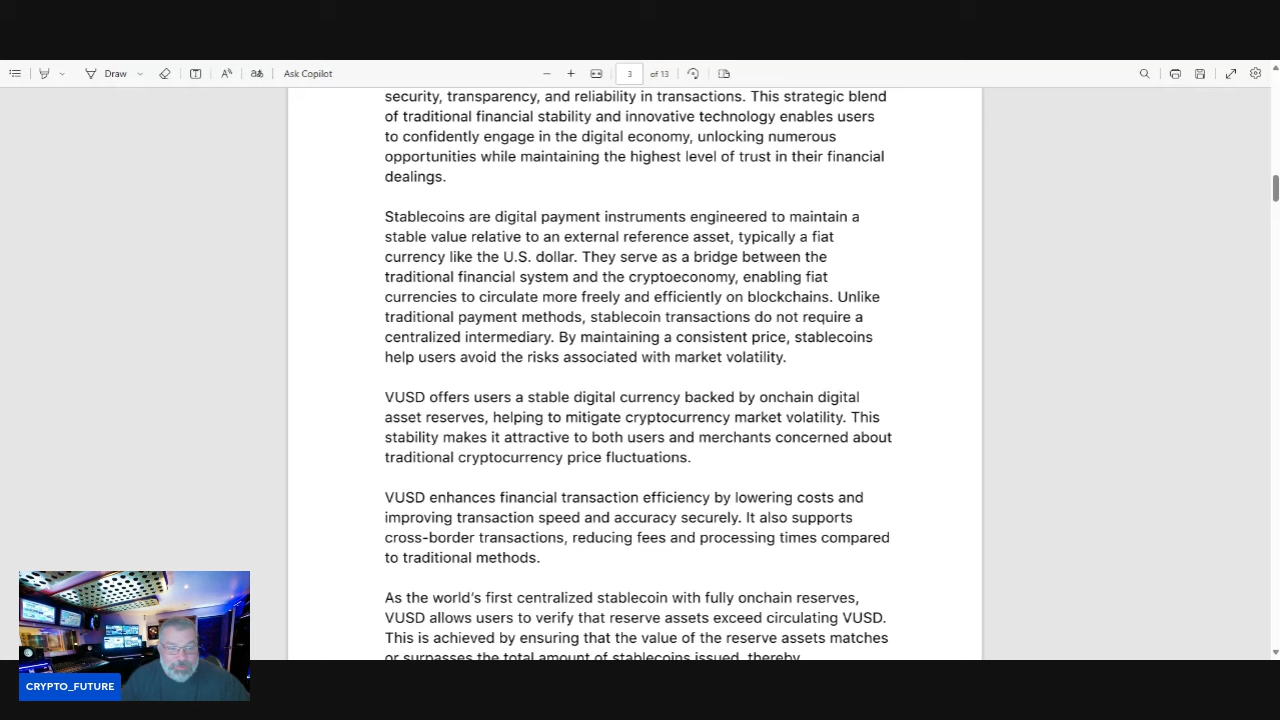 Draw
Ask Copilot
3 of 13
security, transparency, and reliability in transactions. This strategic blend
of traditional financial stability and innovative technology enables users
to confidently engage in the digital economy, unlocking numerous
opportunities while maintaining the highest level of trust in their financial
dealings.
Stablecoins are digital payment instruments engineered to maintain a
stable value relative to an external reference asset, typically a fiat
currency like the U.S. dollar. They serve as a bridge between the
traditional financial system and the cryptoeconomy, enabling fiat
currencies to circulate more freely and efficiently on blockchains. Unlike
traditional payment methods, stablecoin transactions do not require a
centralized intermediary. By maintaining a consistent price, stablecoins
help users avoid the risks associated with market volatility.
VUSD offers users a stable digital currency backed by onchain digital
asset reserves, helping to mitigate cryptocurrency market volatility. This
stability makes it attractive to both users and merchants concerned about
traditional cryptocurrency price fluctuations.
VUSD enhances financial transaction efficiency by lowering costs and
improving transaction speed and accuracy securely. It also supports
cross-border transactions, reducing fees and processing times compared
to traditional methods.
As the world's first centralized stablecoin with fully onchain reserves,
VUSD allows users to verify that reserve assets exceed circulating VUSD.
This is achieved by ensuring that the value of the reserve assets matches
or surpasses the total amount of stablecoins issued, thereby
CRYPTO_FUTURE